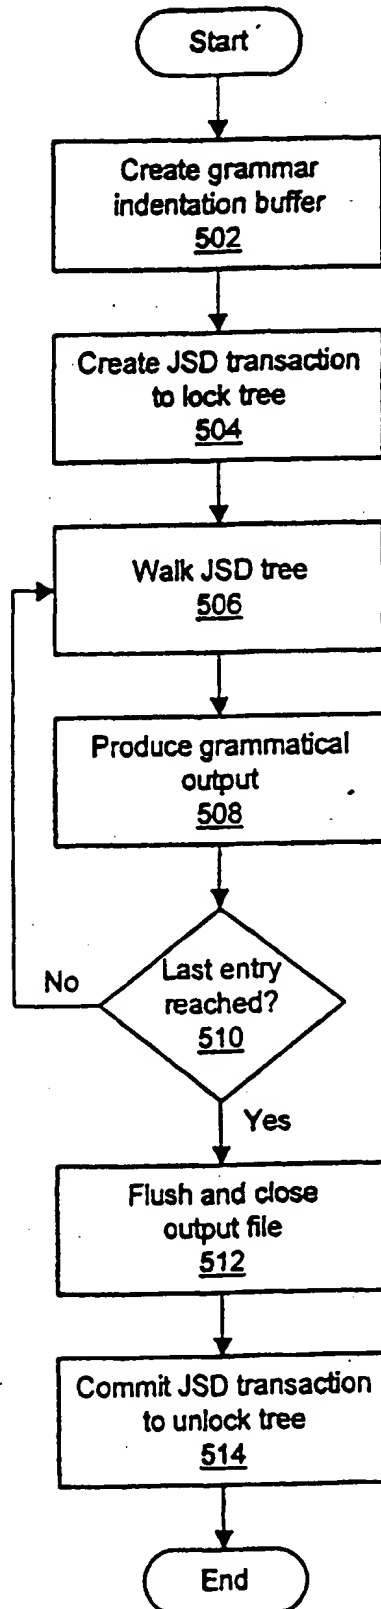 Start
Create grammar
indentation buffer
502
Create JSD transaction
to lock tree
504
Walk JSD tree
506
Produce grammatical
output
508
Last entry
reached?
510
No
Yes
Flush and close
output file
512
Commit JSD transaction
to unlock tree
514
End